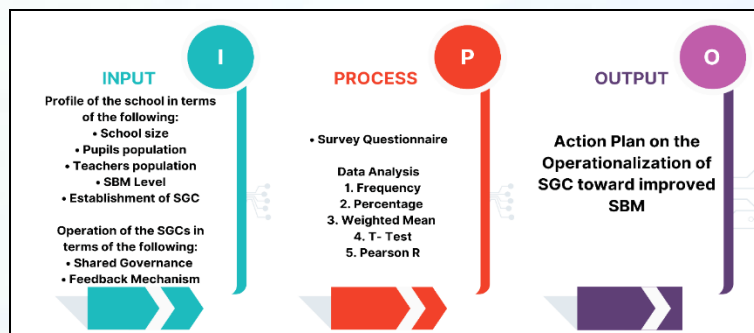 I
INPUT
Profile of the school in terms
of the following:
• School size
• Pupils population
• Teachers population
• SBM Level
• Establishment of SGC
Operation of the SGCs in
terms of the following:
• Shared Governance
• Feedback Mechanism
P
PROCESS
• Survey Questionnaire
Data Analysis
1. Frequency
2. Percentage
3. Weighted Mean
4. T- Test
5. Pearson R
O
OUTPUT
Action Plan on the
Operationalization of
SGC toward improved
SBM